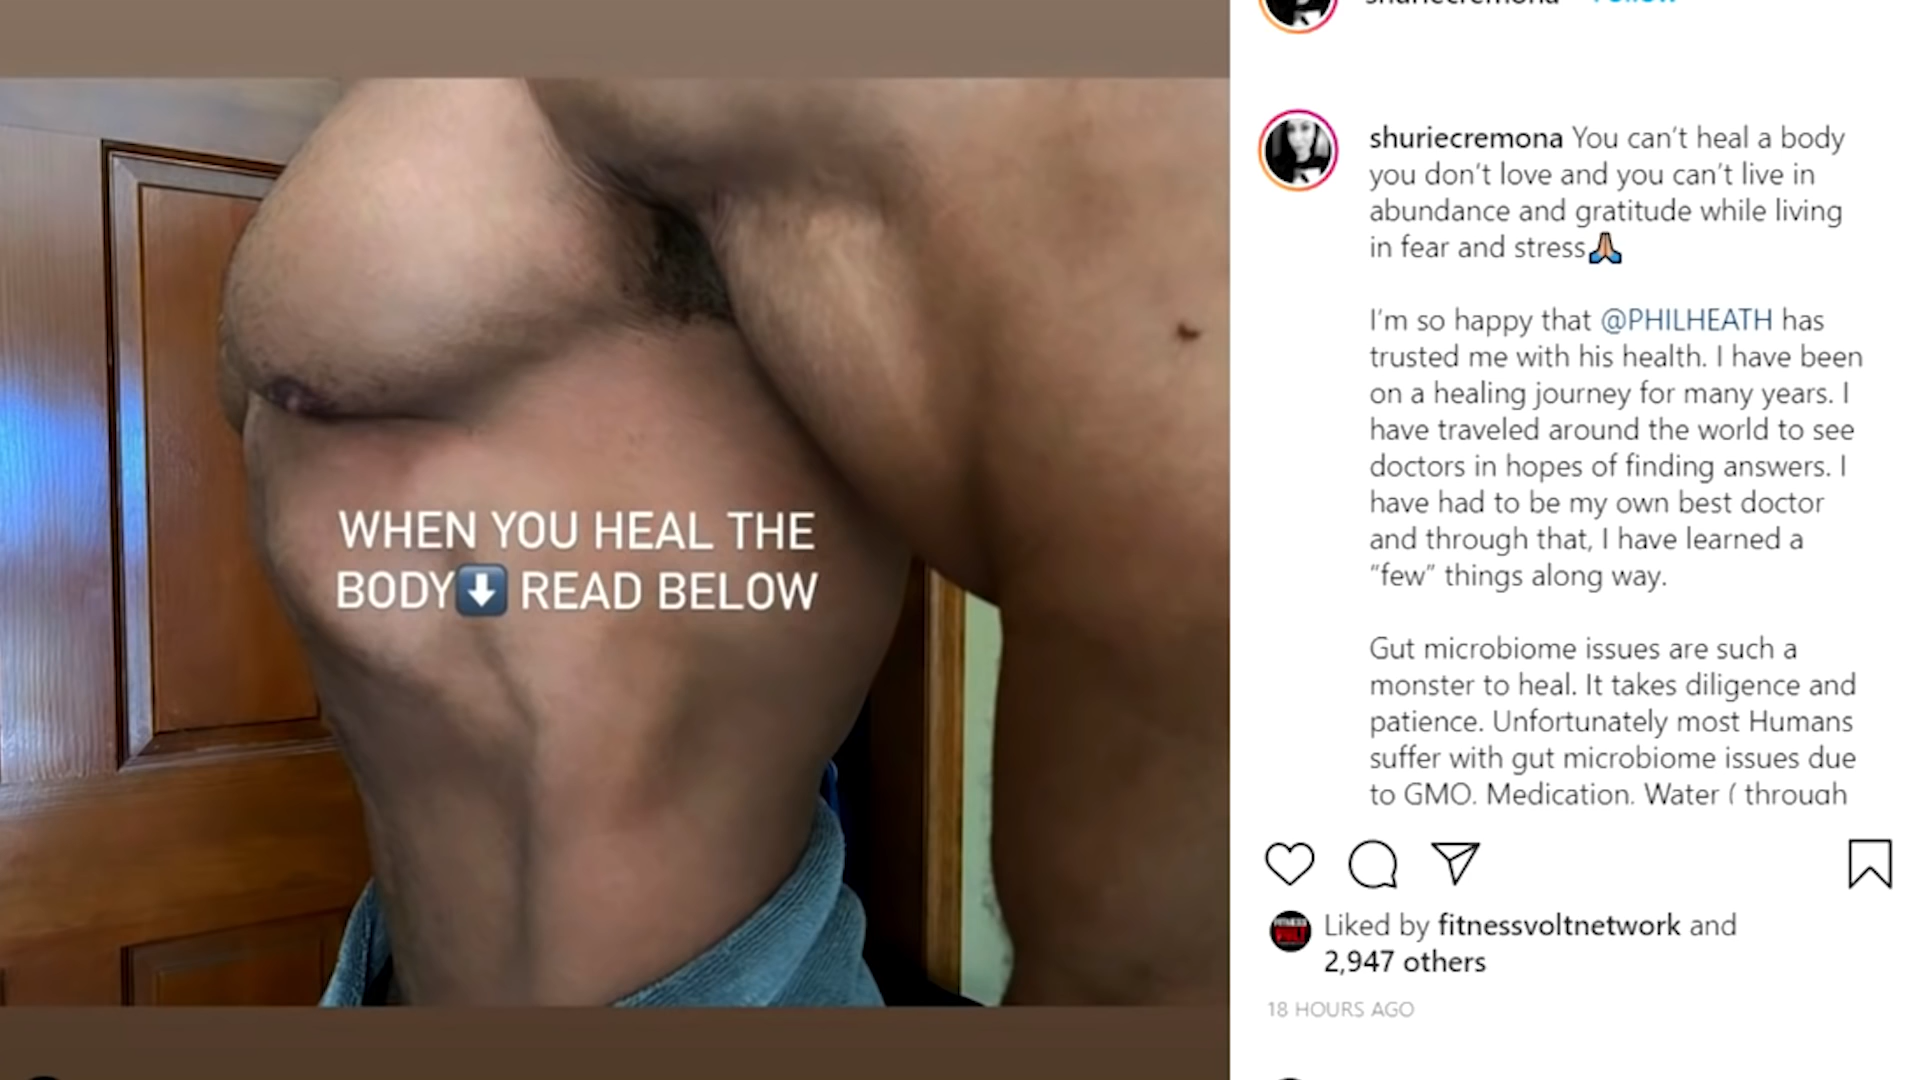 WHEN YOU HEAL THE
BODY⬇️ READ BELOW
shuriecremona Follow
shuriecremona You can't heal a body
you don't love and you can't live in
abundance and gratitude while living
in fear and stress🙏🏽
I'm so happy that @PHILHEATH has
trusted me with his health. I have been
on a healing journey for many years. I
have traveled around the world to see
doctors in hopes of finding answers. I
have had to be my own best doctor
and through that, I have learned a
"few" things along way.
Gut microbiome issues are such a
monster to heal. It takes diligence and
patience. Unfortunately most Humans
suffer with gut microbiome issues due
to GMO. Medication. Water ( through
Liked by fitnessvoltnetwork and
2,947 others
18 HOURS AGO